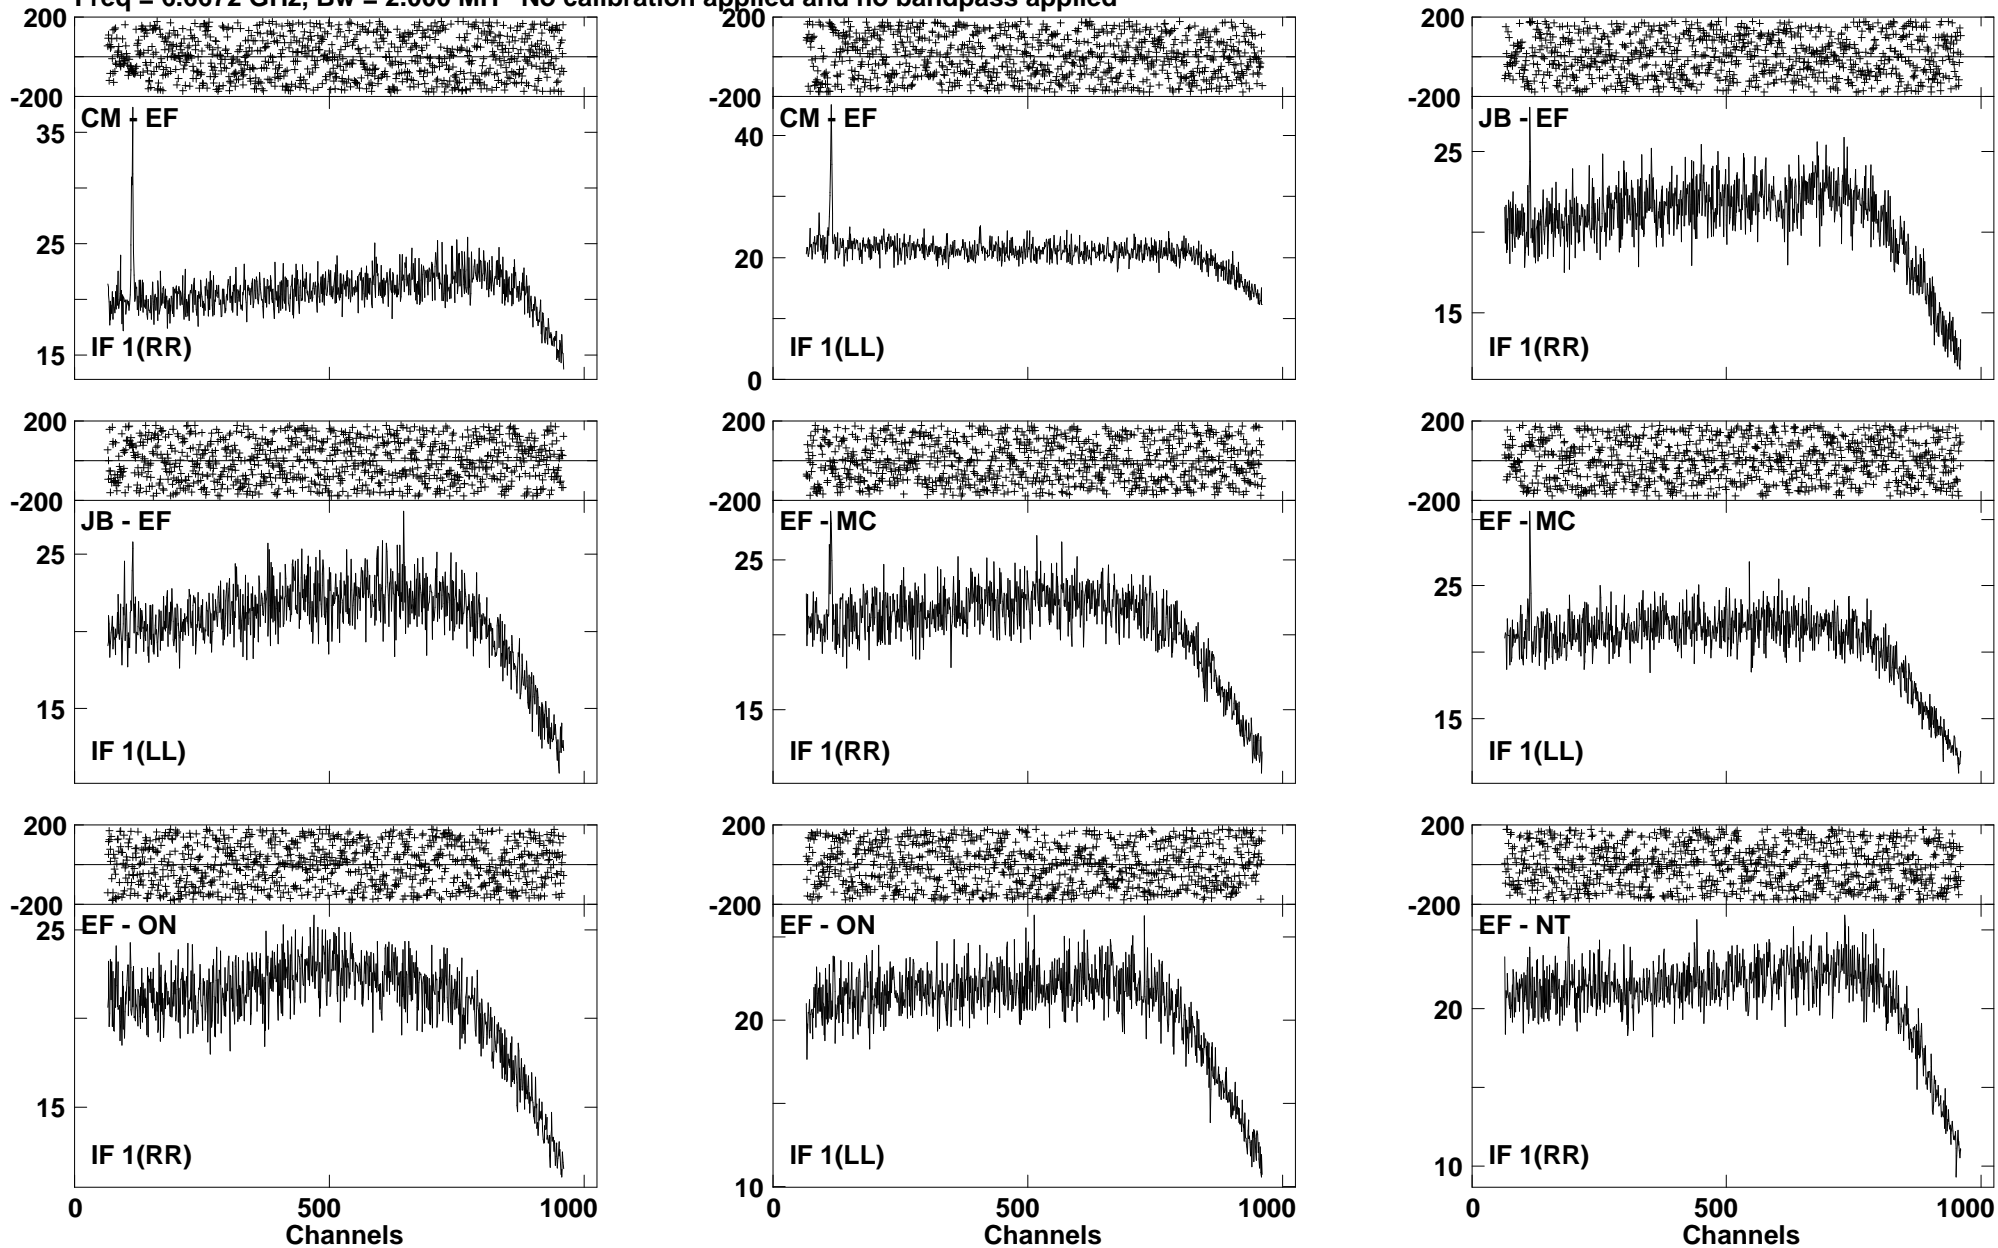 Freq = 6.6672 GHz, Bw = 2.000 MH No calibration applied and no bandpass applied
200
-200
CM - EF
35
25
15
IF 1(RR)
200
-200
CM - EF
40
20
0
IF 1(LL)
200
-200
JB - EF
25
15
IF 1(RR)
200
-200
JB - EF
25
15
IF 1(LL)
200
-200
EF - MC
25
15
IF 1(RR)
200
-200
EF - MC
25
15
IF 1(LL)
200
-200
EF - ON
25
15
IF 1(RR)
0
500
1000
Channels
200
-200
EF - ON
20
10
IF 1(LL)
0
500
1000
Channels
200
-200
EF - NT
20
10
IF 1(RR)
0
500
1000
Channels